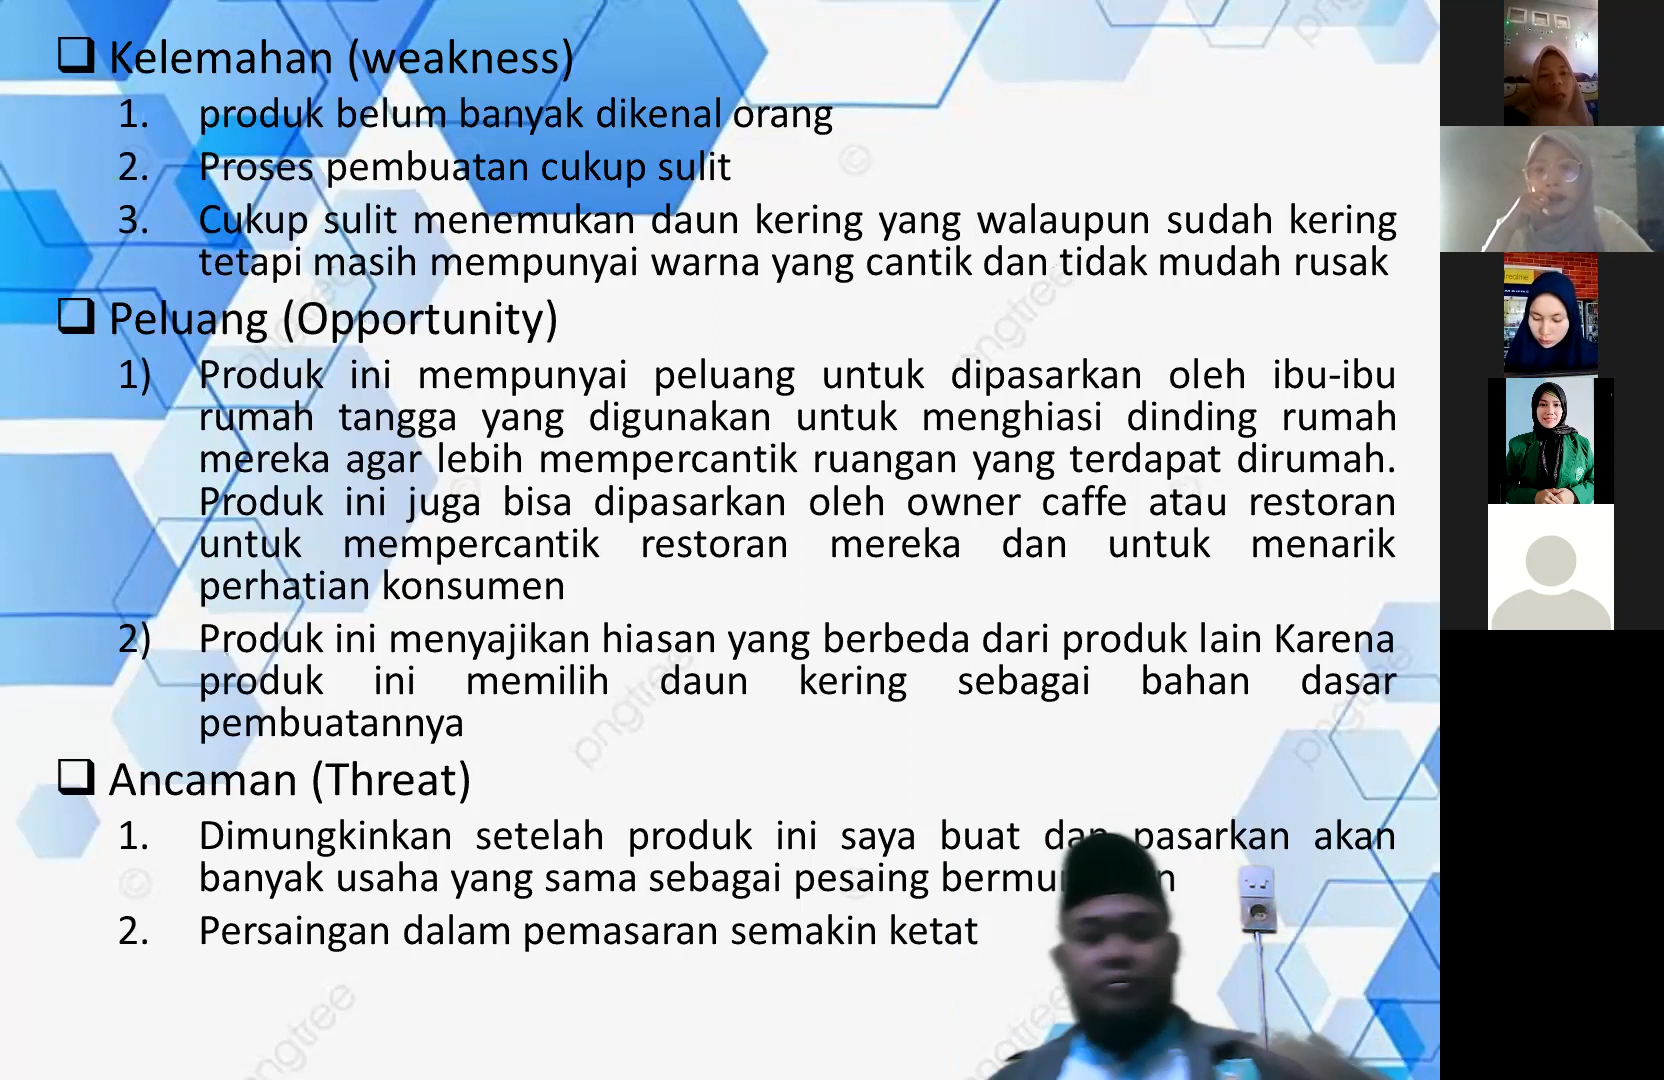 ❑ Kelemahan (weakness)
1. produk belum banyak dikenal orang
2. Proses pembuatan cukup sulit
3. Cukup sulit menemukan daun kering yang walaupun sudah kering
tetapi masih mempunyai warna yang cantik dan tidak mudah rusak
❑ Peluang (Opportunity)
1) Produk ini mempunyai peluang untuk dipasarkan oleh ibu-ibu
rumah tangga yang digunakan untuk menghiasi dinding rumah
mereka agar lebih mempercantik ruangan yang terdapat dirumah.
Produk ini juga bisa dipasarkan oleh owner caffe atau restoran
untuk mempercantik restoran mereka dan untuk menarik
perhatian konsumen
2) Produk ini menyajikan hiasan yang berbeda dari produk lain Karena
produk ini memilih daun kering sebagai bahan dasar
pembuatannya
❑ Ancaman (Threat)
1. Dimungkinkan setelah produk ini saya buat dan pasarkan akan
banyak usaha yang sama sebagai pesaing
2. Persaingan dalam pemasaran semakin ketat
pngtree
pngtree
pngtree
realme